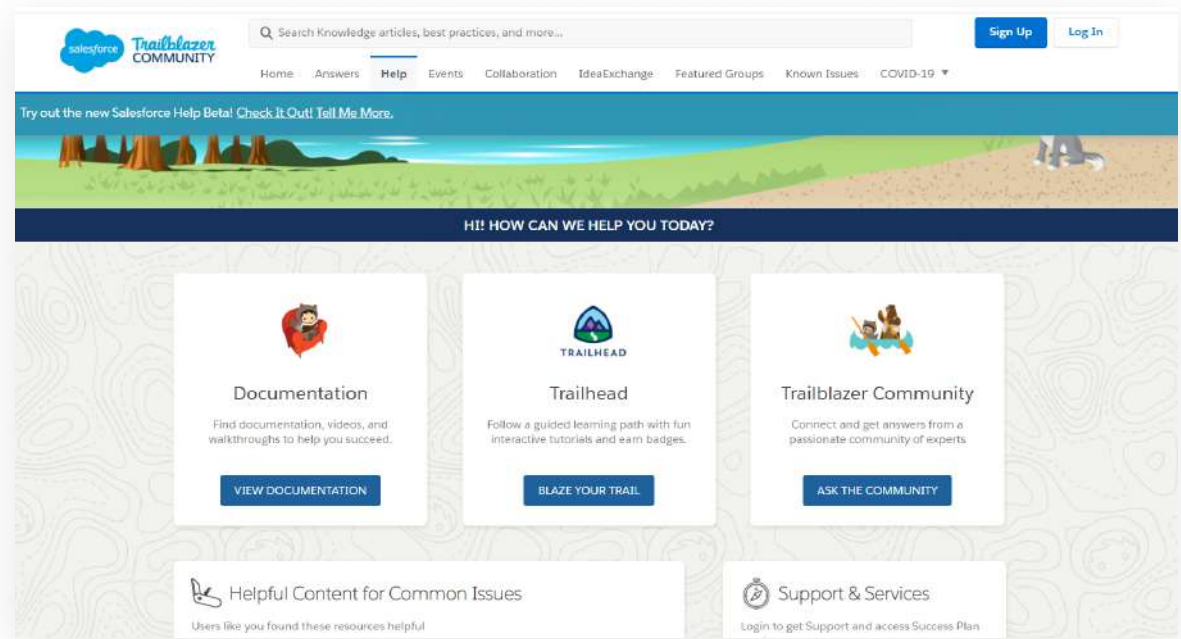 salesforce
Trailblazer
COMMUNITY
Search Knowledge articles, best practices, and more...
Sign Up
Log In
Home Answers Help Events Collaboration IdeaExchange Featured Groups Known Issues COVID-19
Try out the new Salesforce Help Beta! Check It Out! Tell Me More.
HI! HOW CAN WE HELP YOU TODAY?
TRAILHEAD
Documentation
Find documentation, videos, and
walkthroughs to help you succeed.
VIEW DOCUMENTATION
Trailhead
Follow a guided learning path with fun
interactive tutorials and earn badges.
BLAZE YOUR TRAIL
Trailblazer Community
Connect and get answers from a
passionate community of experts
ASK THE COMMUNITY
Helpful Content for Common Issues
Users like you found these resources helpful
Support & Services
Login to get Support and access Success Plan